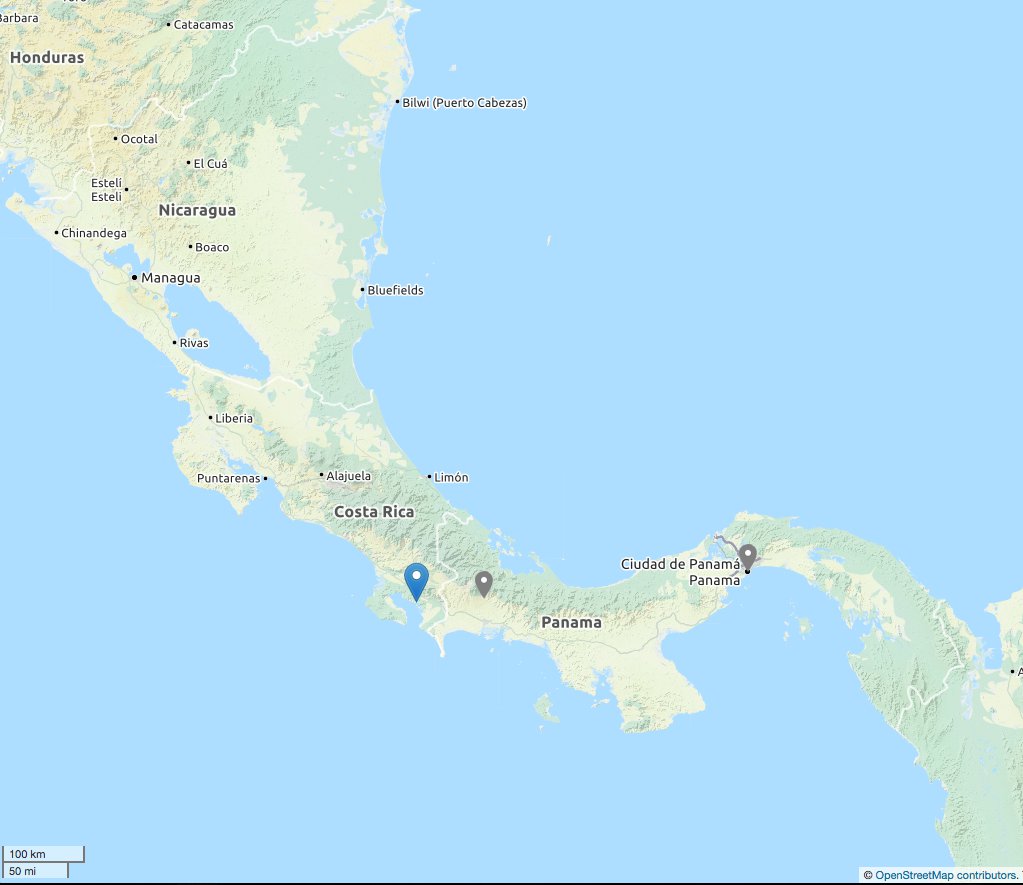 Barbara
Catacamas
Honduras
Bilwi (Puerto Cabezas)
Ocotal
El Cuá
Estelí
Esteli
Nicaragua
Chinandega
Boaco
Managua
Bluefields
Rivas
Liberia
Puntarenas
Alajuela
Limón
Costa Rica
Ciudad de Panamá
Panama
Panama
100 km
50 mi
© OpenStreetMap contributors.